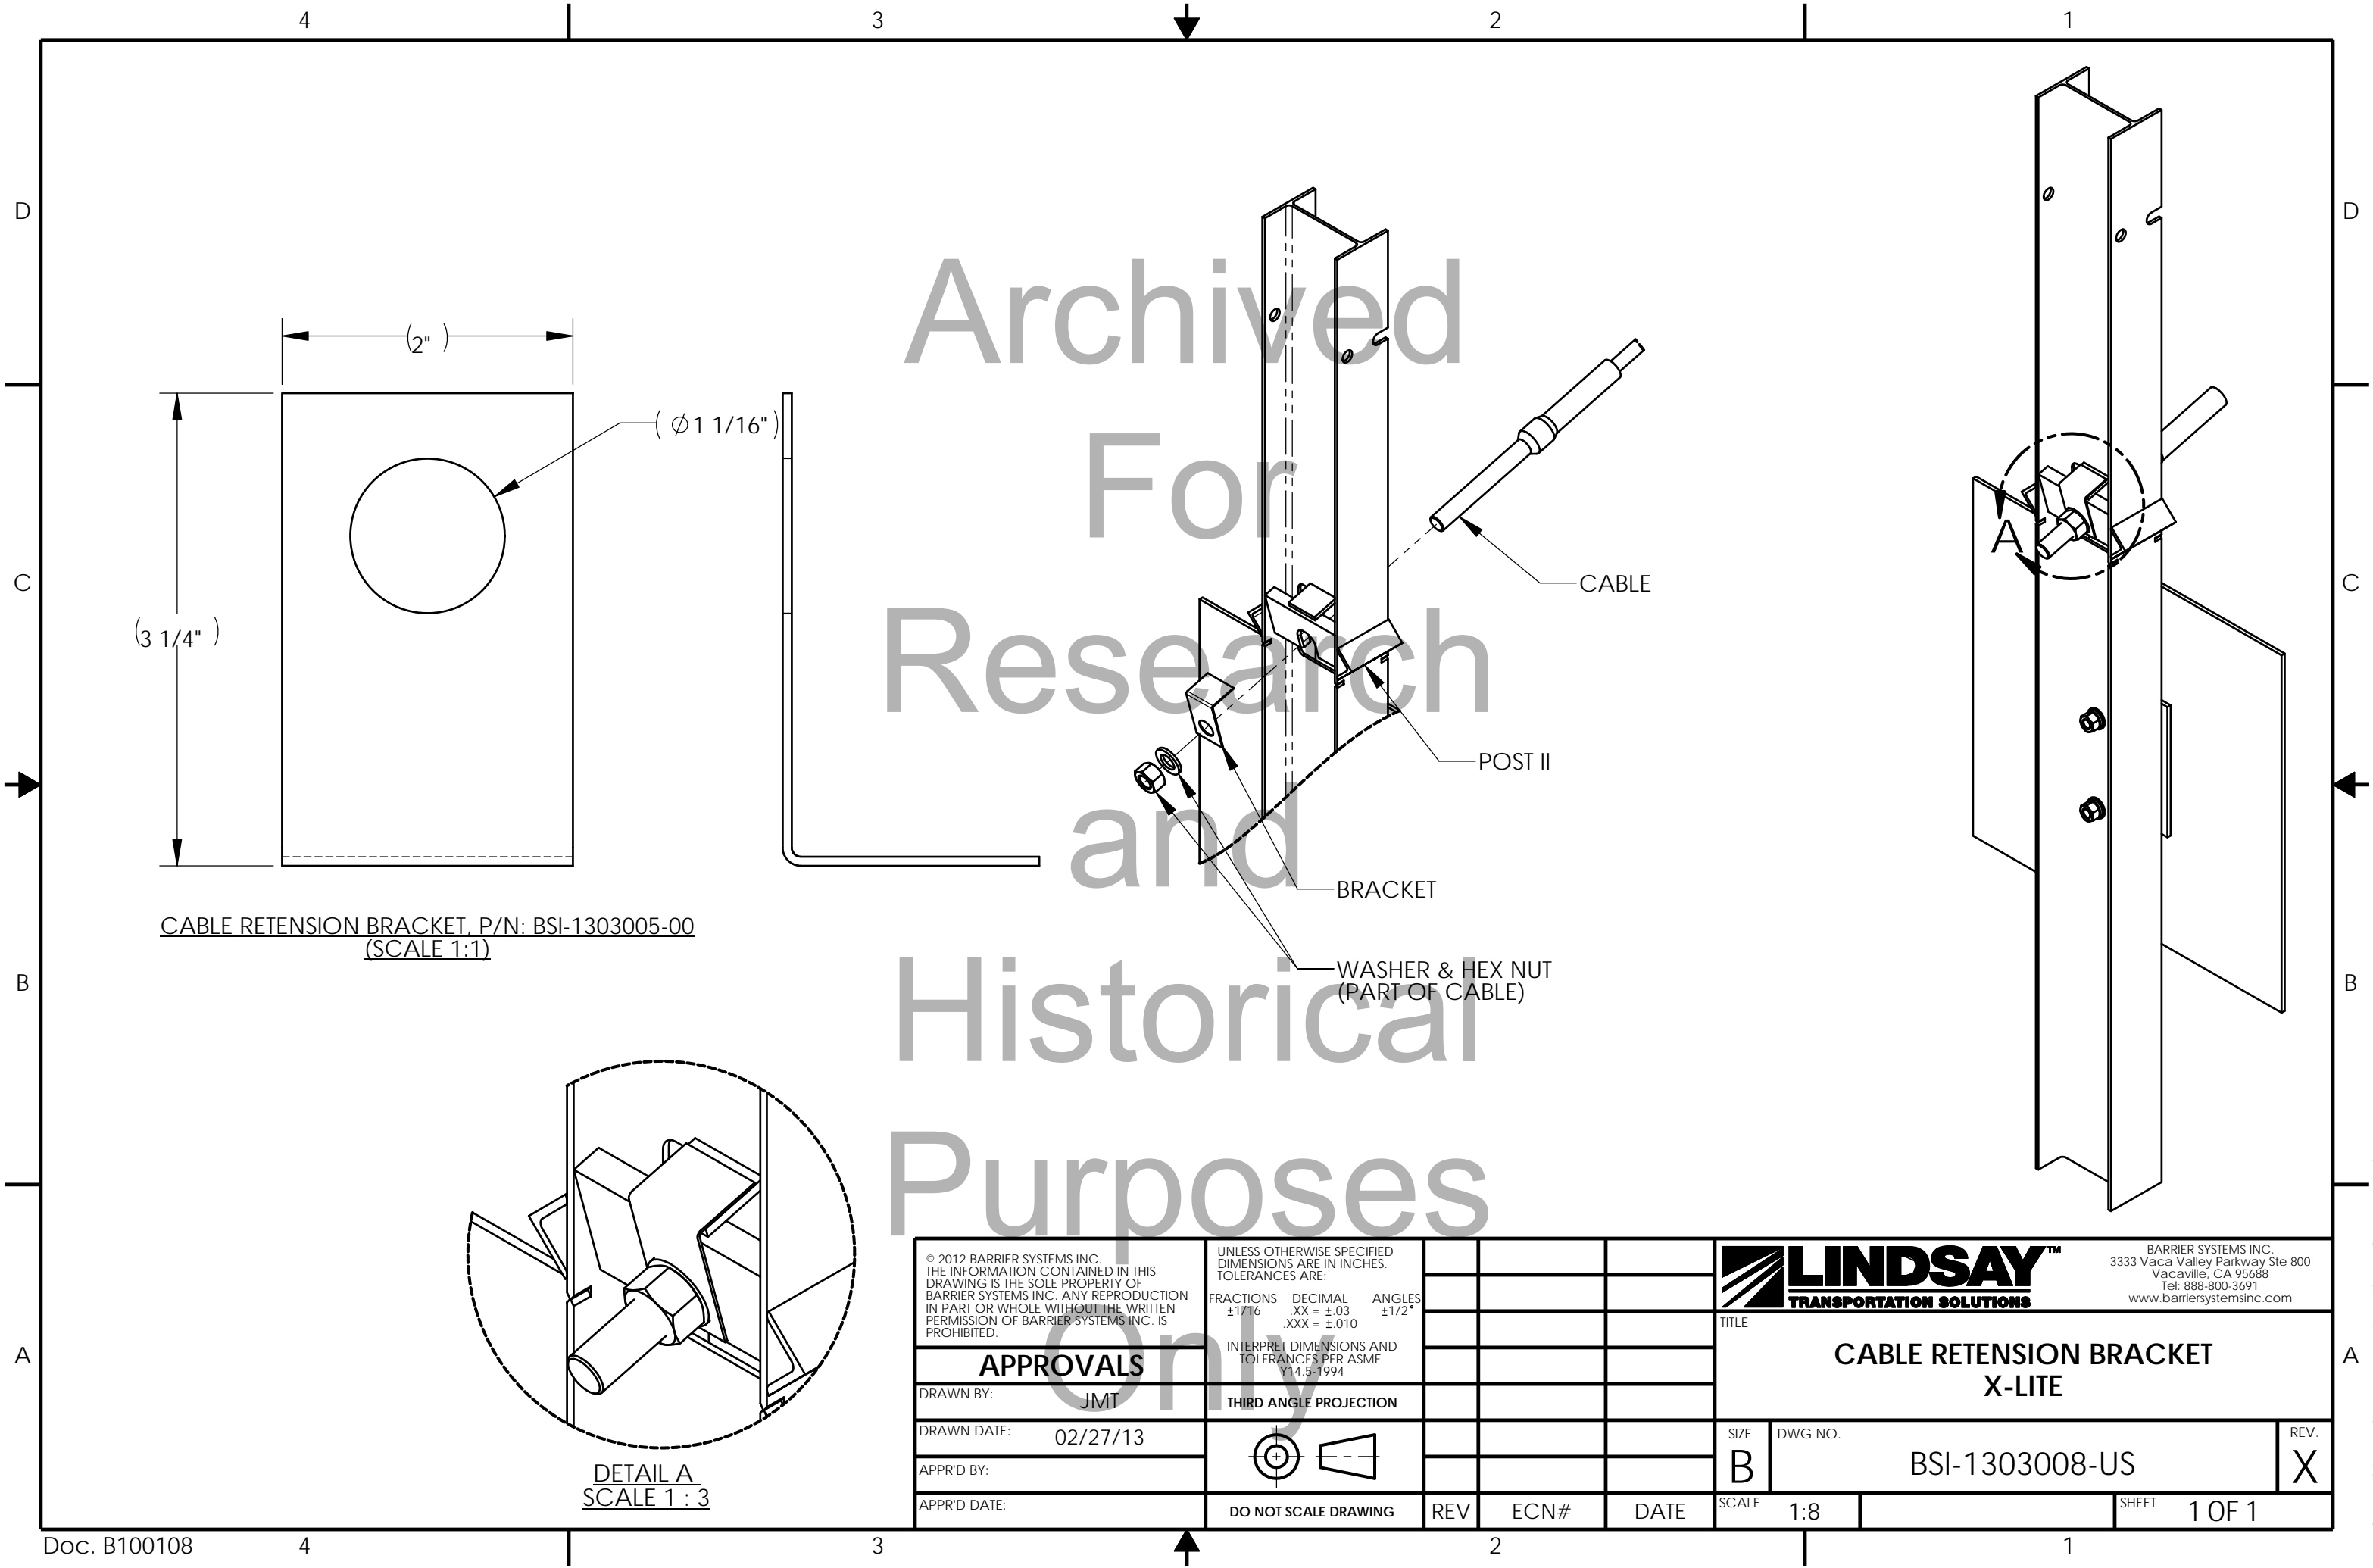 4 3 2 1
D D
C C
B B
A A
(2")
(3 1/4")
(∅1 1/16")
CABLE RETENSION BRACKET, P/N: BSI-1303005-00
(SCALE 1:1)
Archived
For
Research
and
Historical
Purposes
Only
CABLE
POST II
BRACKET
WASHER & HEX NUT
(PART OF CABLE)
A
DETAIL A
SCALE 1 : 3
© 2012 BARRIER SYSTEMS INC.
THE INFORMATION CONTAINED IN THIS
DRAWING IS THE SOLE PROPERTY OF
BARRIER SYSTEMS INC. ANY REPRODUCTION
IN PART OR WHOLE WITHOUT THE WRITTEN
PERMISSION OF BARRIER SYSTEMS INC. IS
PROHIBITED.
APPROVALS
DRAWN BY: JMT
DRAWN DATE: 02/27/13
APPR'D BY:
APPR'D DATE:
UNLESS OTHERWISE SPECIFIED
DIMENSIONS ARE IN INCHES.
TOLERANCES ARE:
FRACTIONS DECIMAL ANGLES
±1/16 .XX = ±.03 ±1/2°
.XXX = ±.010
INTERPRET DIMENSIONS AND
TOLERANCES PER ASME
Y14.5-1994
THIRD ANGLE PROJECTION
DO NOT SCALE DRAWING
REV ECN# DATE
LINDSAY™
TRANSPORTATION SOLUTIONS
BARRIER SYSTEMS INC.
3333 Vaca Valley Parkway Ste 800
Vacaville, CA 95688
Tel: 888-800-3691
www.barriersystemsinc.com
TITLE
CABLE RETENSION BRACKET
X-LITE
SIZE
B
DWG NO.
BSI-1303008-US
REV.
X
SCALE 1:8
SHEET 1 OF 1
Doc. B100108
4 3 2 1